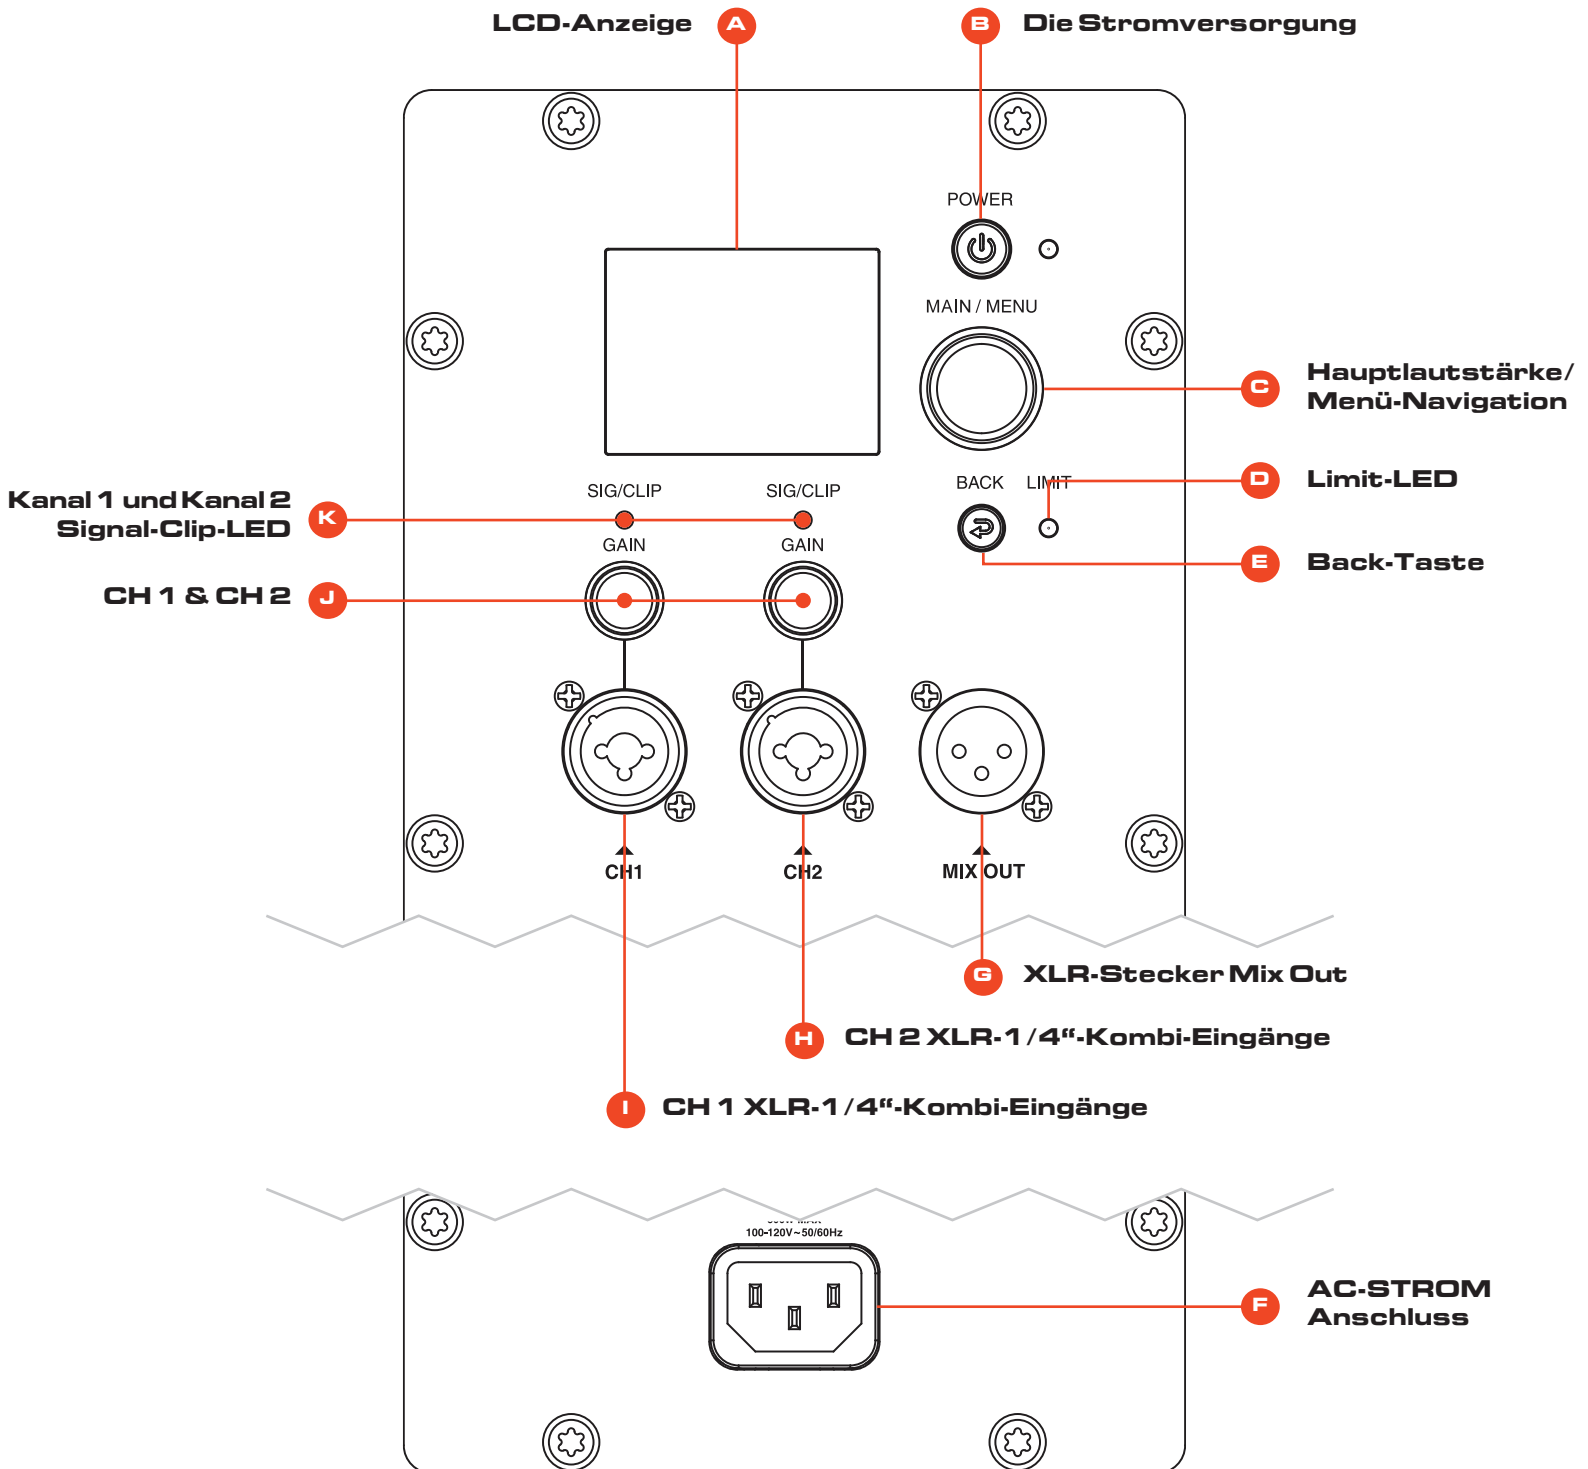 LCD-Anzeige A
B Die Stromversorgung
POWER
MAIN / MENU
C Hauptlautstärke/
Menü-Navigation
BACK LIMIT
D Limit-LED
E Back-Taste
SIG/CLIP SIG/CLIP
Kanal 1 und Kanal 2
Signal-Clip-LED
K
GAIN GAIN
CH 1 & CH 2 J
CH1 CH2 MIX OUT
G XLR-Stecker Mix Out
H CH 2 XLR-1/4“-Kombi-Eingänge
I CH 1 XLR-1/4“-Kombi-Eingänge
100-120V~50/60Hz
F AC-STROM
Anschluss